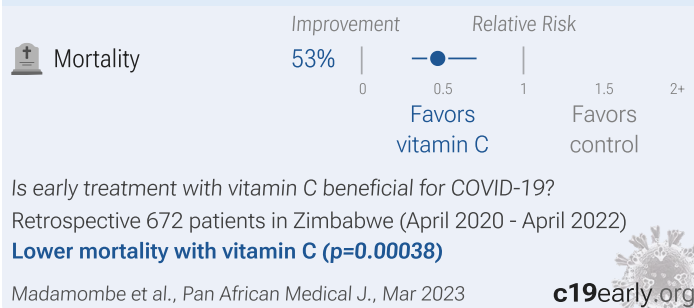 Improvement Relative Risk
Mortality 53%
0 0.5 1 1.5 2+
Favors vitamin C
Favors control
Is early treatment with vitamin C beneficial for COVID-19?
Retrospective 672 patients in Zimbabwe (April 2020 - April 2022)
Lower mortality with vitamin C (p=0.00038)
Madamombe et al., Pan African Medical J., Mar 2023 c19early.org